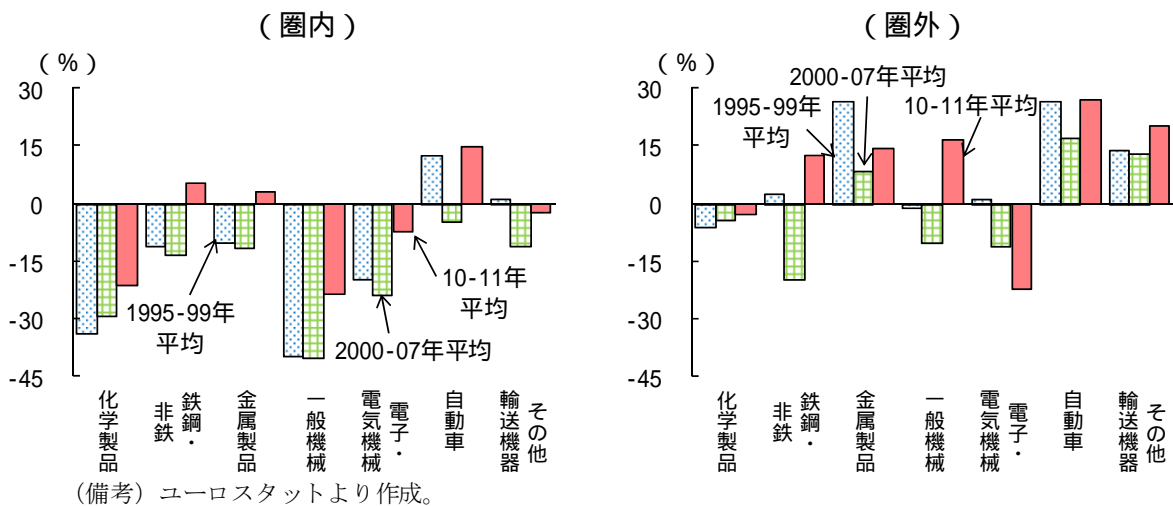 (圏内)
(%)
30
15
0
-15
-30
-45
1995-99年
平均
10-11年
平均
2000-07年平均
化学製品
鉄鋼・
非鉄
金属製品
一般機械
電子・
電気機械
自動車
その他
輸送機器
(圏外)
(%)
30
15
0
-15
-30
-45
2000-07年平均
1995-99年
平均
10-11年平均
化学製品
鉄鋼・
非鉄
金属製品
一般機械
電子・
電気機械
自動車
その他
輸送機器
(備考)ユーロスタットより作成。